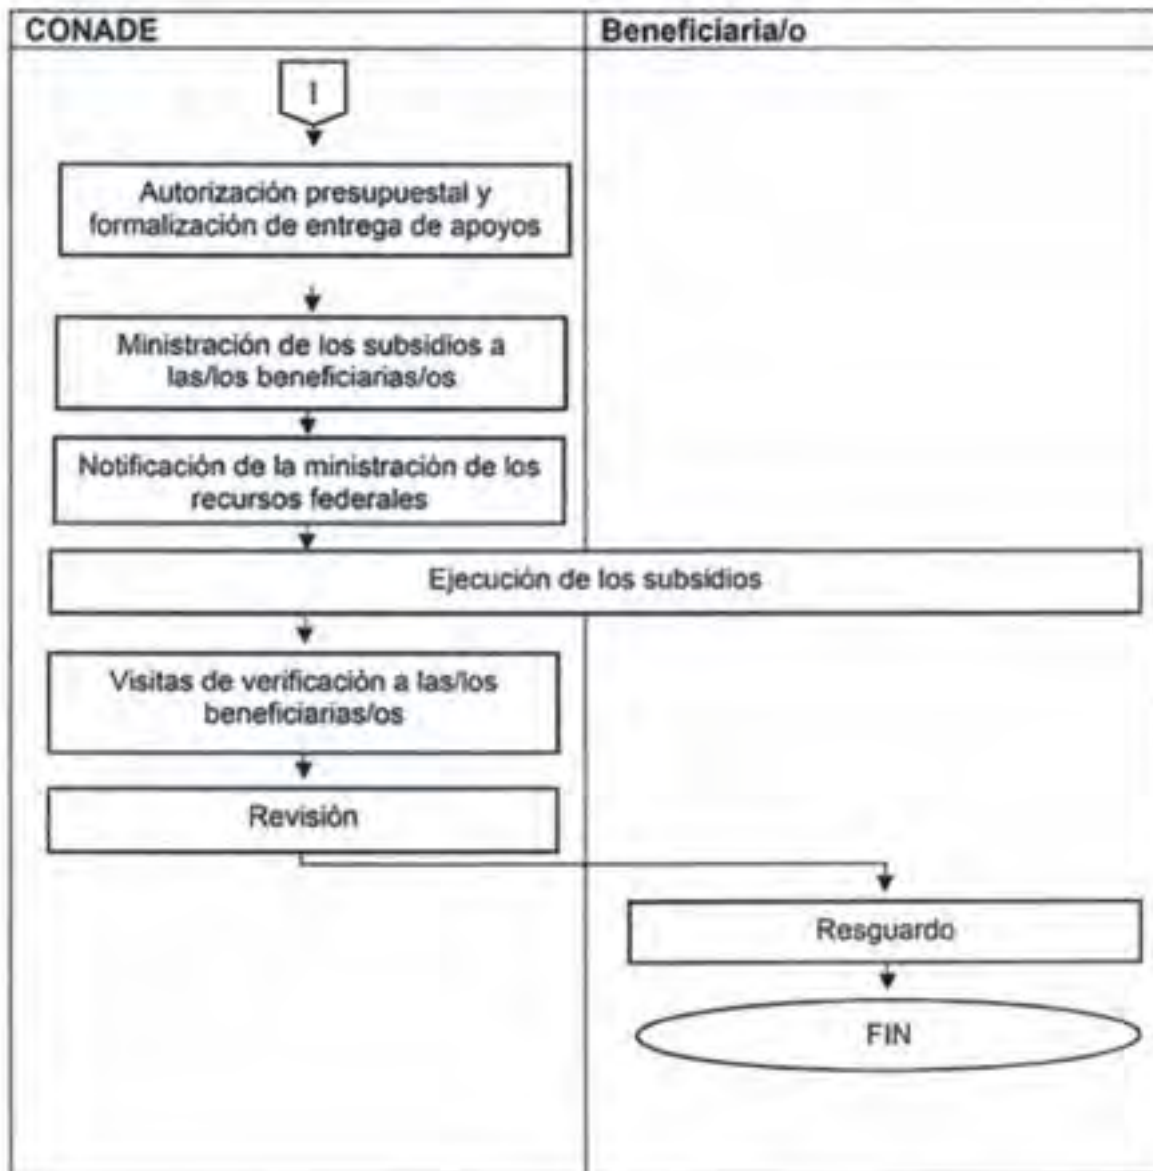 CONADE
Beneficiaria/o
1
Autorización presupuestal y
formalización de entrega de apoyos
Ministración de los subsidios a
las/los beneficiarias/os
Notificación de la ministración de los
recursos federales
Ejecución de los subsidios
Visitas de verificación a las/los
beneficiarias/os
Revisión
Resguardo
FIN